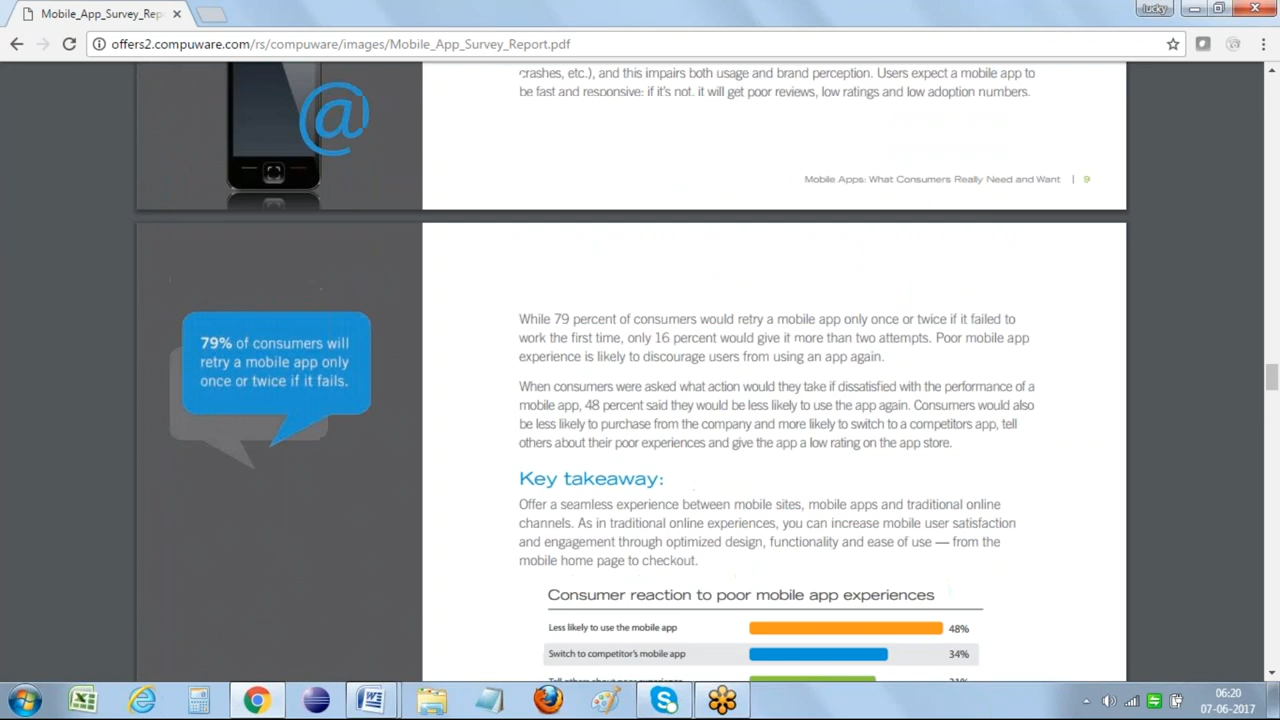 Mobile_App_Survey_Rep
lucky
offers2.compuware.com/rs/compuware/images/Mobile_App_Survey_Report.pdf
crashes, etc.), and this impairs both usage and brand perception. Users expect a mobile app to
be fast and responsive: if it's not, it will get poor reviews, low ratings and low adoption numbers.
@
Mobile Apps: What Consumers Really Need and Want | 9
79% of consumers will
retry a mobile app only
once or twice if it fails.
While 79 percent of consumers would retry a mobile app only once or twice if it failed to
work the first time, only 16 percent would give it more than two attempts. Poor mobile app
experience is likely to discourage users from using an app again.
When consumers were asked what action would they take if dissatisfied with the performance of a
mobile app, 48 percent said they would be less likely to use the app again. Consumers would also
be less likely to purchase from the company and more likely to switch to a competitors app, tell
others about their poor experiences and give the app a low rating on the app store.
Key takeaway:
Offer a seamless experience between mobile sites, mobile apps and traditional online
channels. As in traditional online experiences, you can increase mobile user satisfaction
and engagement through optimized design, functionality and ease of use — from the
mobile home page to checkout.
Consumer reaction to poor mobile app experiences
Less likely to use the mobile app 48%
Switch to competitor's mobile app 34%
06:20
07-06-2017